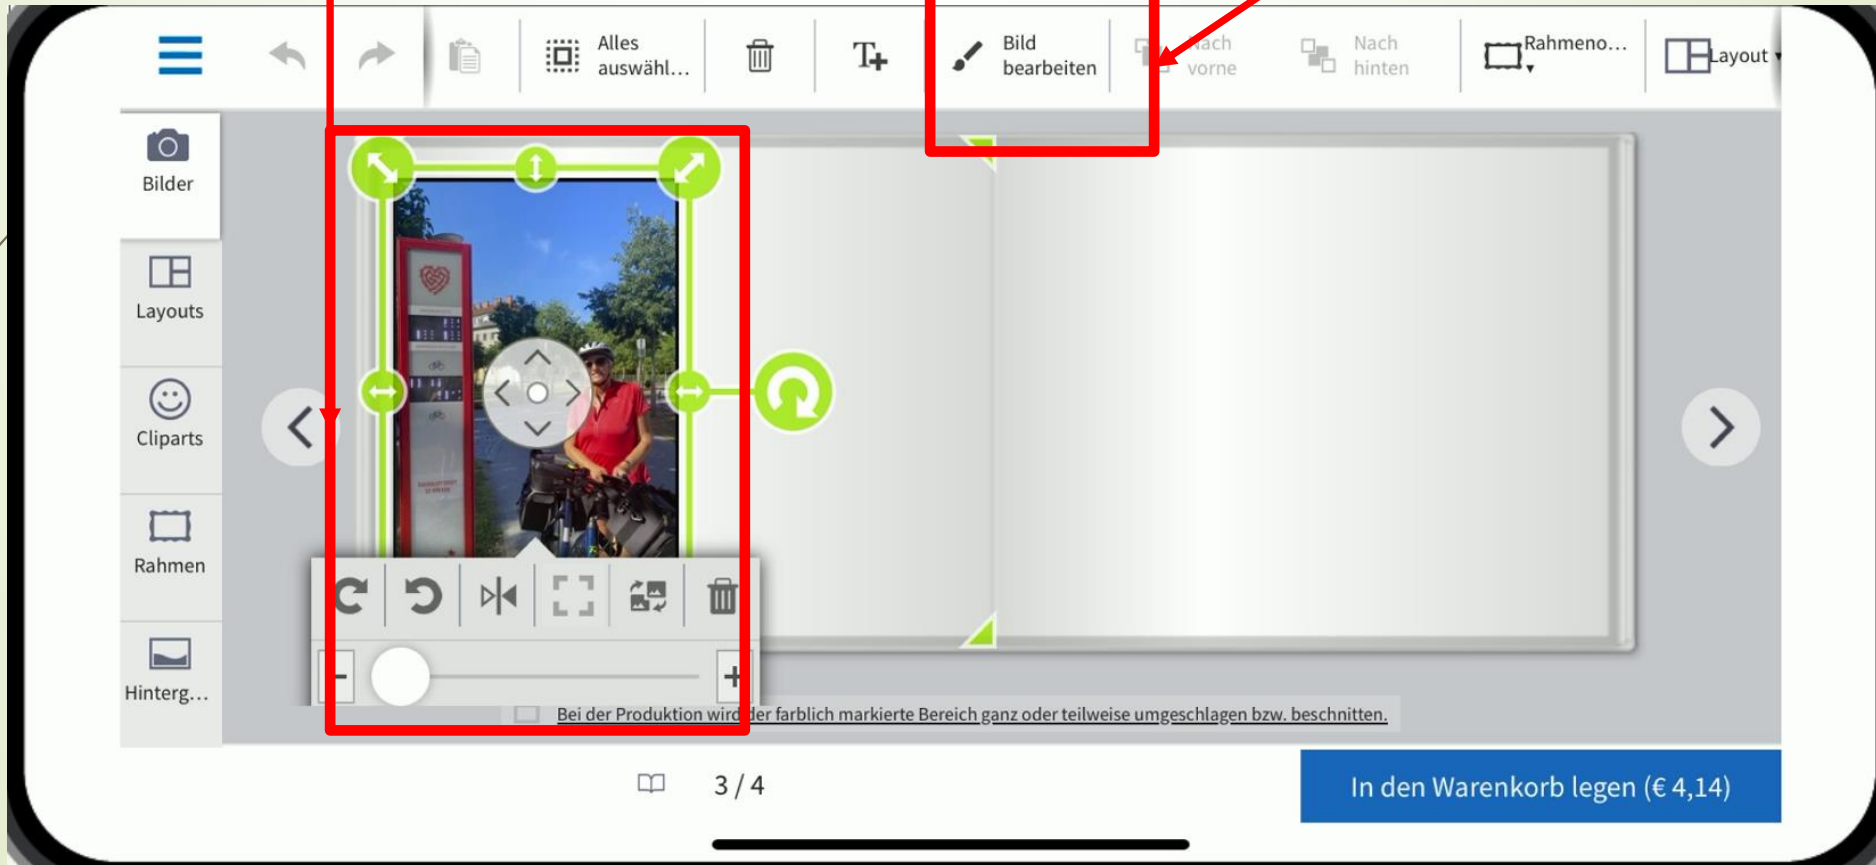 Alles
auswähl...
T+
Bild
bearbeiten
Nach
vorne
Nach
hinten
Rahmeno...
Layout
Bilder
Layouts
Cliparts
Rahmen
Hinterg...
Bei der Produktion wird der farblich markierte Bereich ganz oder teilweise umgeschlagen bzw. beschnitten.
3 / 4
In den Warenkorb legen (€ 4,14)